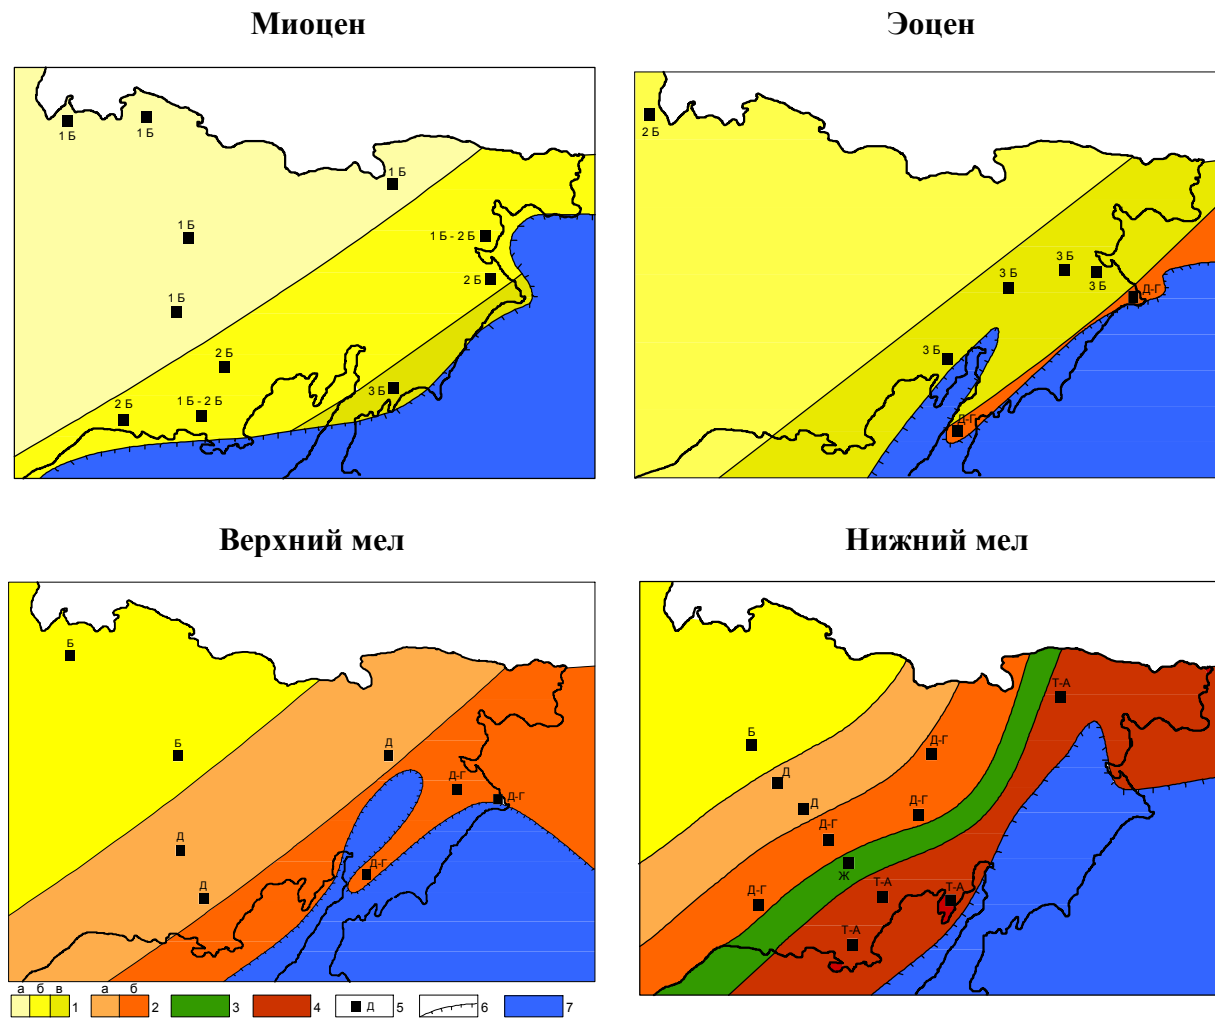 Миоцен
1 Б
1 Б
1 Б
1 Б
1 Б - 2 Б
2 Б
1 Б
2 Б
3 Б
2 Б
1 Б - 2 Б
Эоцен
2 Б
3 Б
3 Б
3 Б
Д-Г
3 Б
Д-Г
Верхний мел
Б
Б
Д
Д-Г
Д-Г
Д
Д-Г
Д
Нижний мел
Т-А
Б
Д-Г
Д
Д
Д-Г
Д-Г
Ж
Д-Г
Т-А
Т-А
Т-А
а б в 1
а б 2
3
4
Д 5
6
7